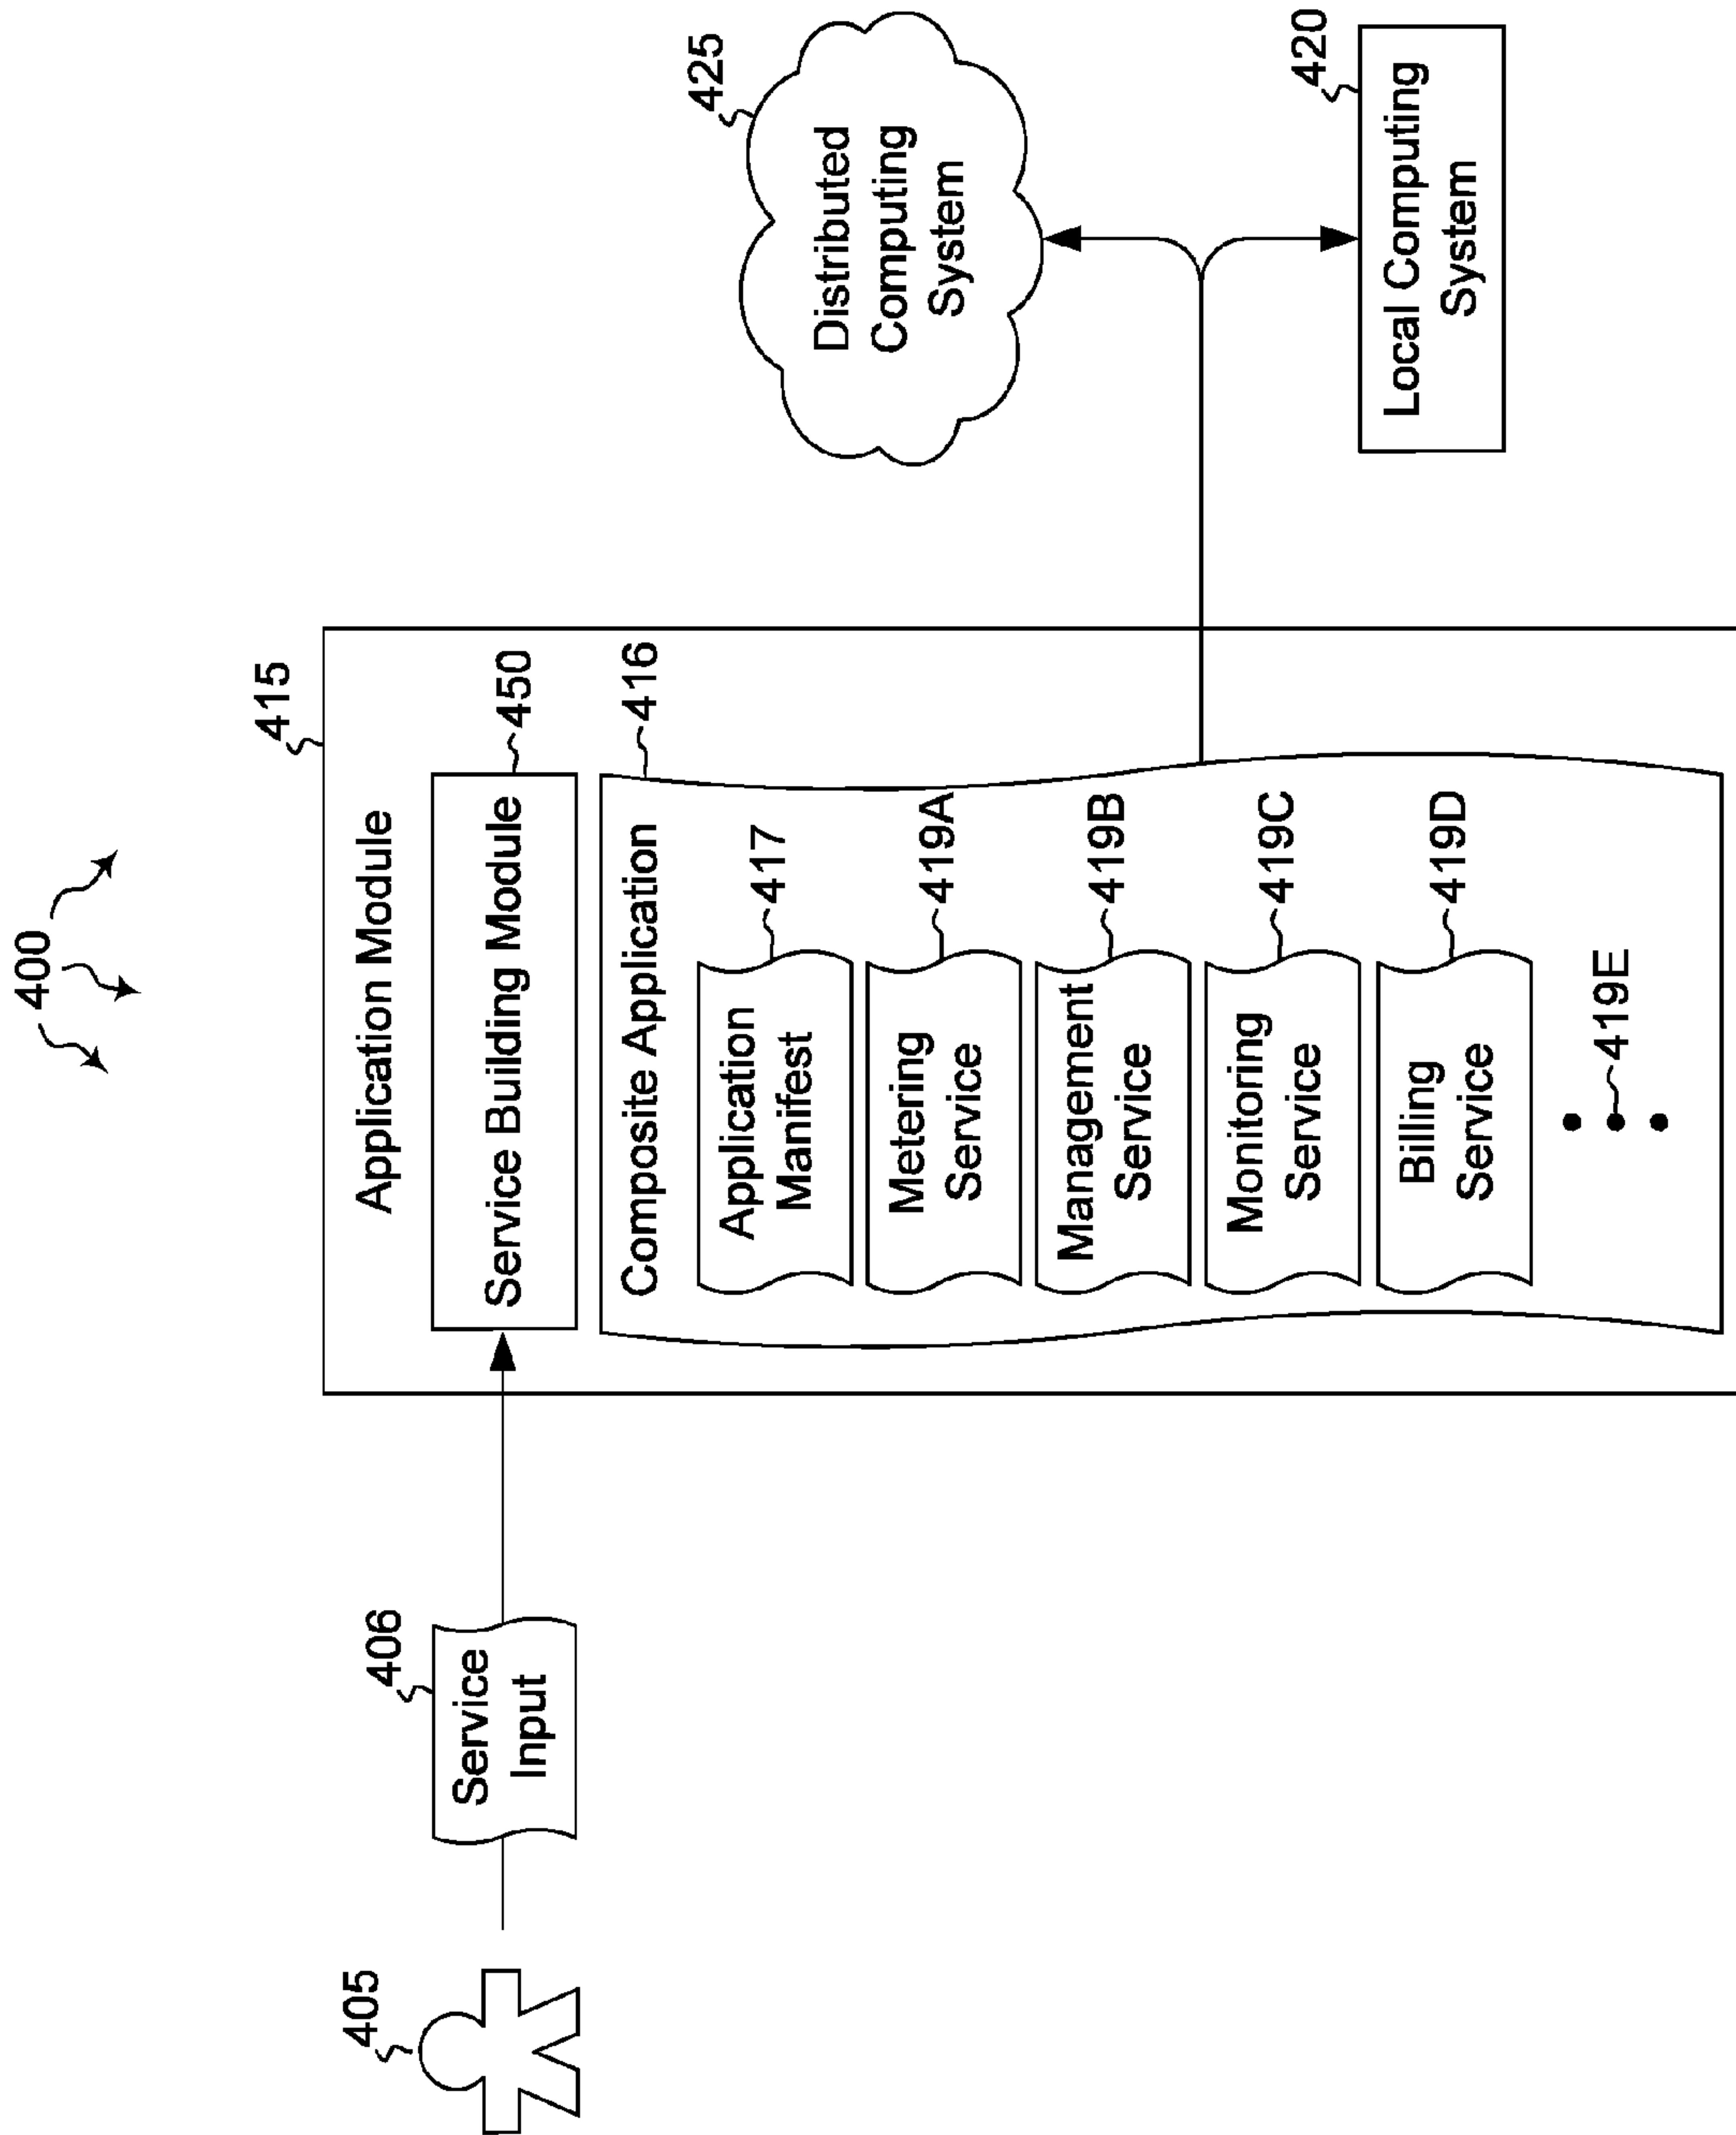 400
405
406
Service
Input
415
Application Module
Service Building Module
450
Composite Application
416
Application
Manifest
417
Metering
Service
419A
Management
Service
419B
Monitoring
Service
419C
Billing
Service
419D
419E
425
Distributed
Computing
System
420
Local Computing
System